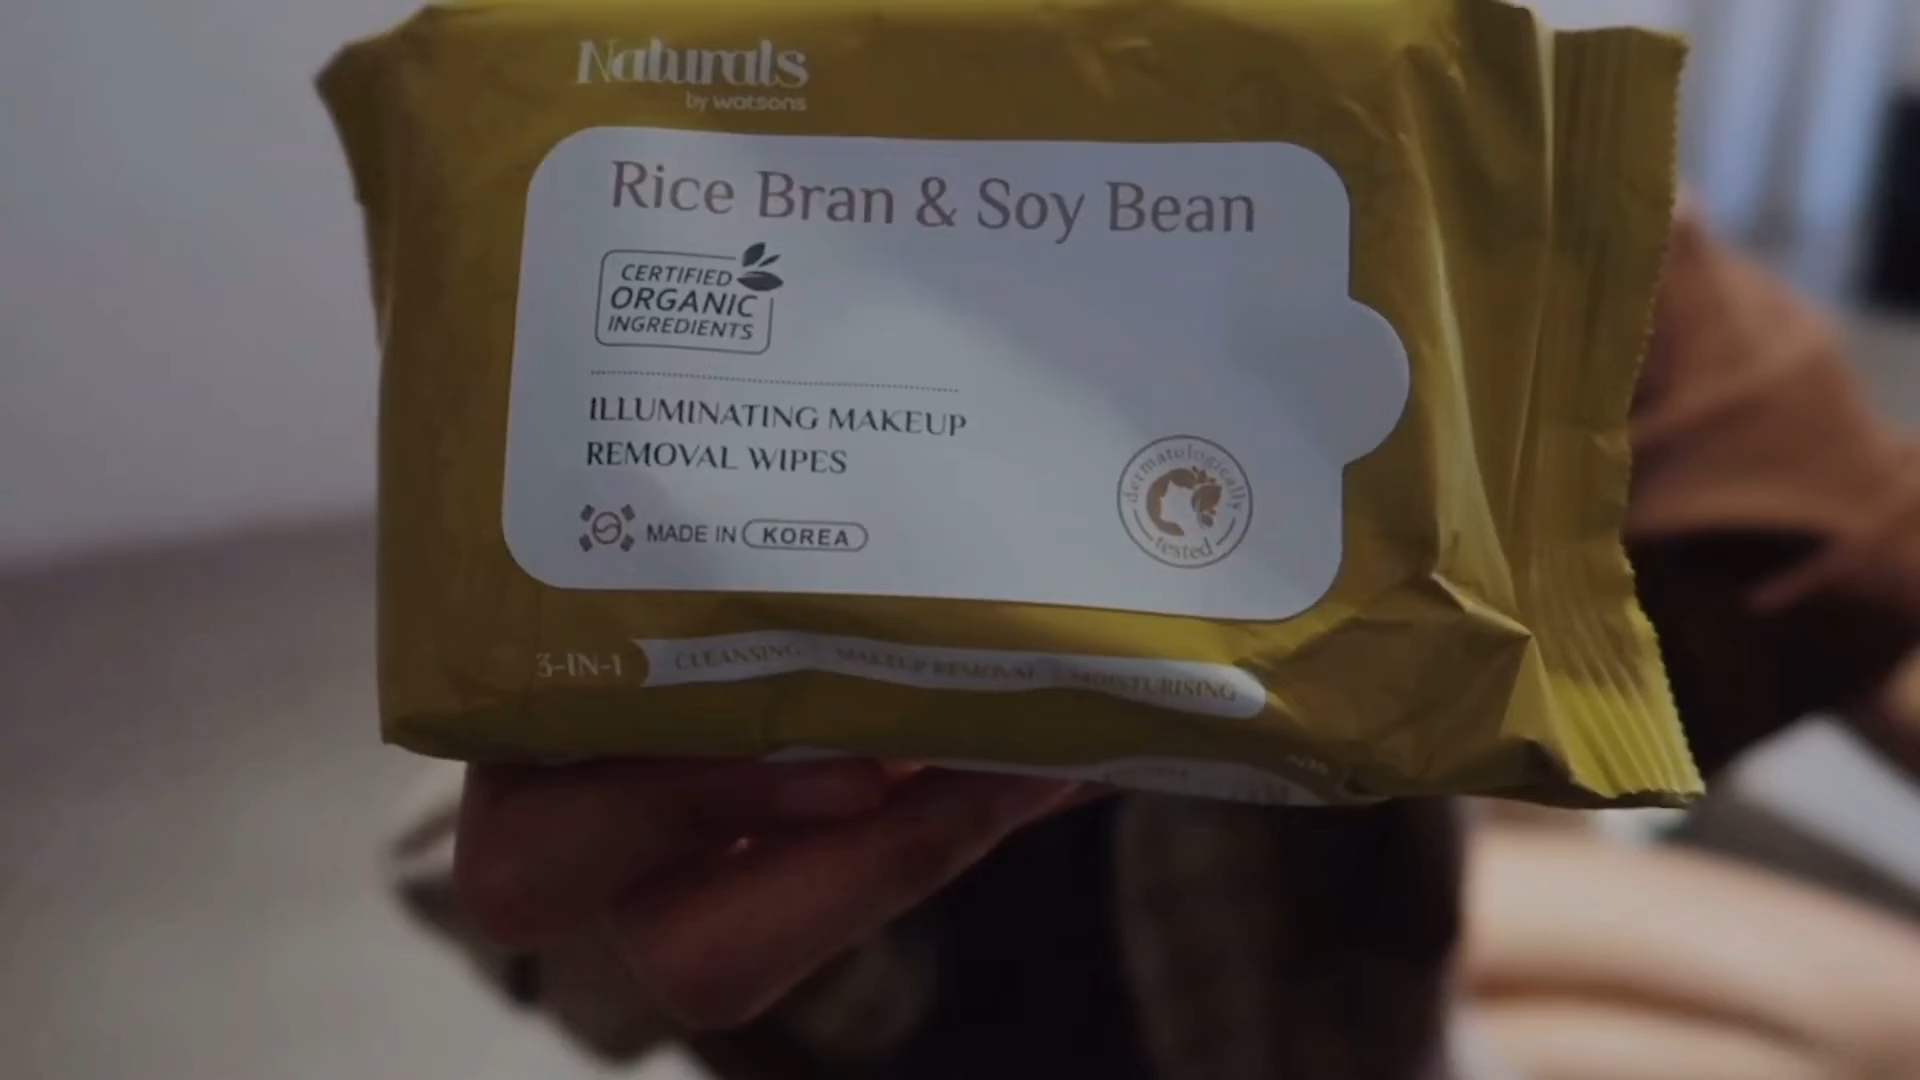 Naturals
by watsons
Rice Bran & Soy Bean
CERTIFIED
ORGANIC
INGREDIENTS
ILLUMINATING MAKEUP
REMOVAL WIPES
MADE IN KOREA
dermatologically
tested
3-IN-1 CLEANSING MAKEUP REMOVAL MOISTURISING